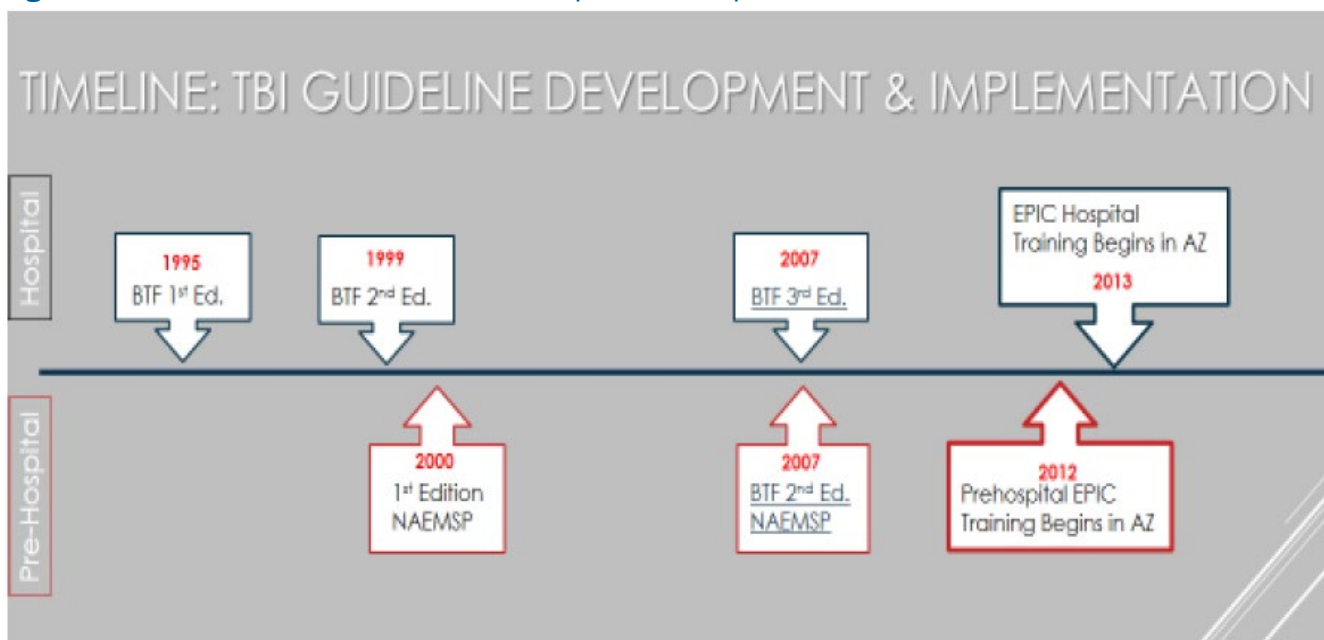 TIMELINE: TBI GUIDELINE DEVELOPMENT & IMPLEMENTATION
Hospital
1995
BTF 1st Ed.
1999
BTF 2nd Ed.
2007
BTF 3rd Ed.
EPIC Hospital
Training Begins in AZ
2013
Pre-Hospital
2000
1st Edition
NAEMSP
2007
BTF 2nd Ed.
NAEMSP
2012
Prehospital EPIC
Training Begins in AZ